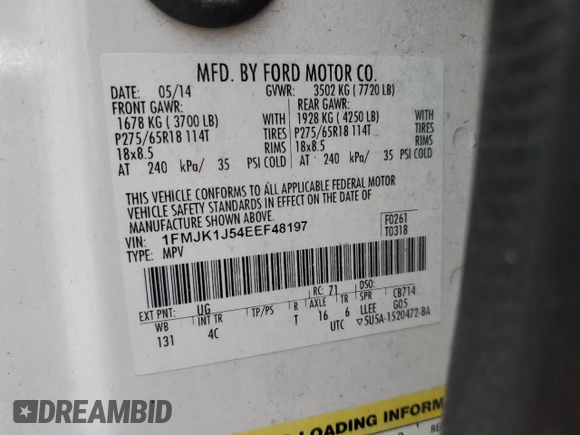 MFD. BY FORD MOTOR CO.
DATE: 05/14 GVWR: 3502 KG ( 7720 LB)
FRONT GAWR: REAR GAWR:
1678 KG ( 3700 LB) WITH 1928 KG ( 4250 LB) WITH
P275/65R18 114T TIRES P275/65R18 114T TIRES
18x8.5 RIMS 18x8.5 RIMS
AT 240 kPa/ 35 PSI COLD AT 240 kPa/ 35 PSI COLD
THIS VEHICLE CONFORMS TO ALL APPLICABLE FEDERAL MOTOR
VEHICLE SAFETY STANDARDS IN EFFECT ON THE DATE OF
MANUFACTURE SHOWN ABOVE.
VIN: 1FMJK1J54EEF48197 F0261
TYPE: MPV T0318
EXT PNT: UG RC: 71 DSO:
WB INT TR TP/PS R AXLE TR SPR CB714
131 4C T 16 6 LLEE G05
UTC ▽5U5A-1520472-BA
LOADING INFORM
DREAMBID